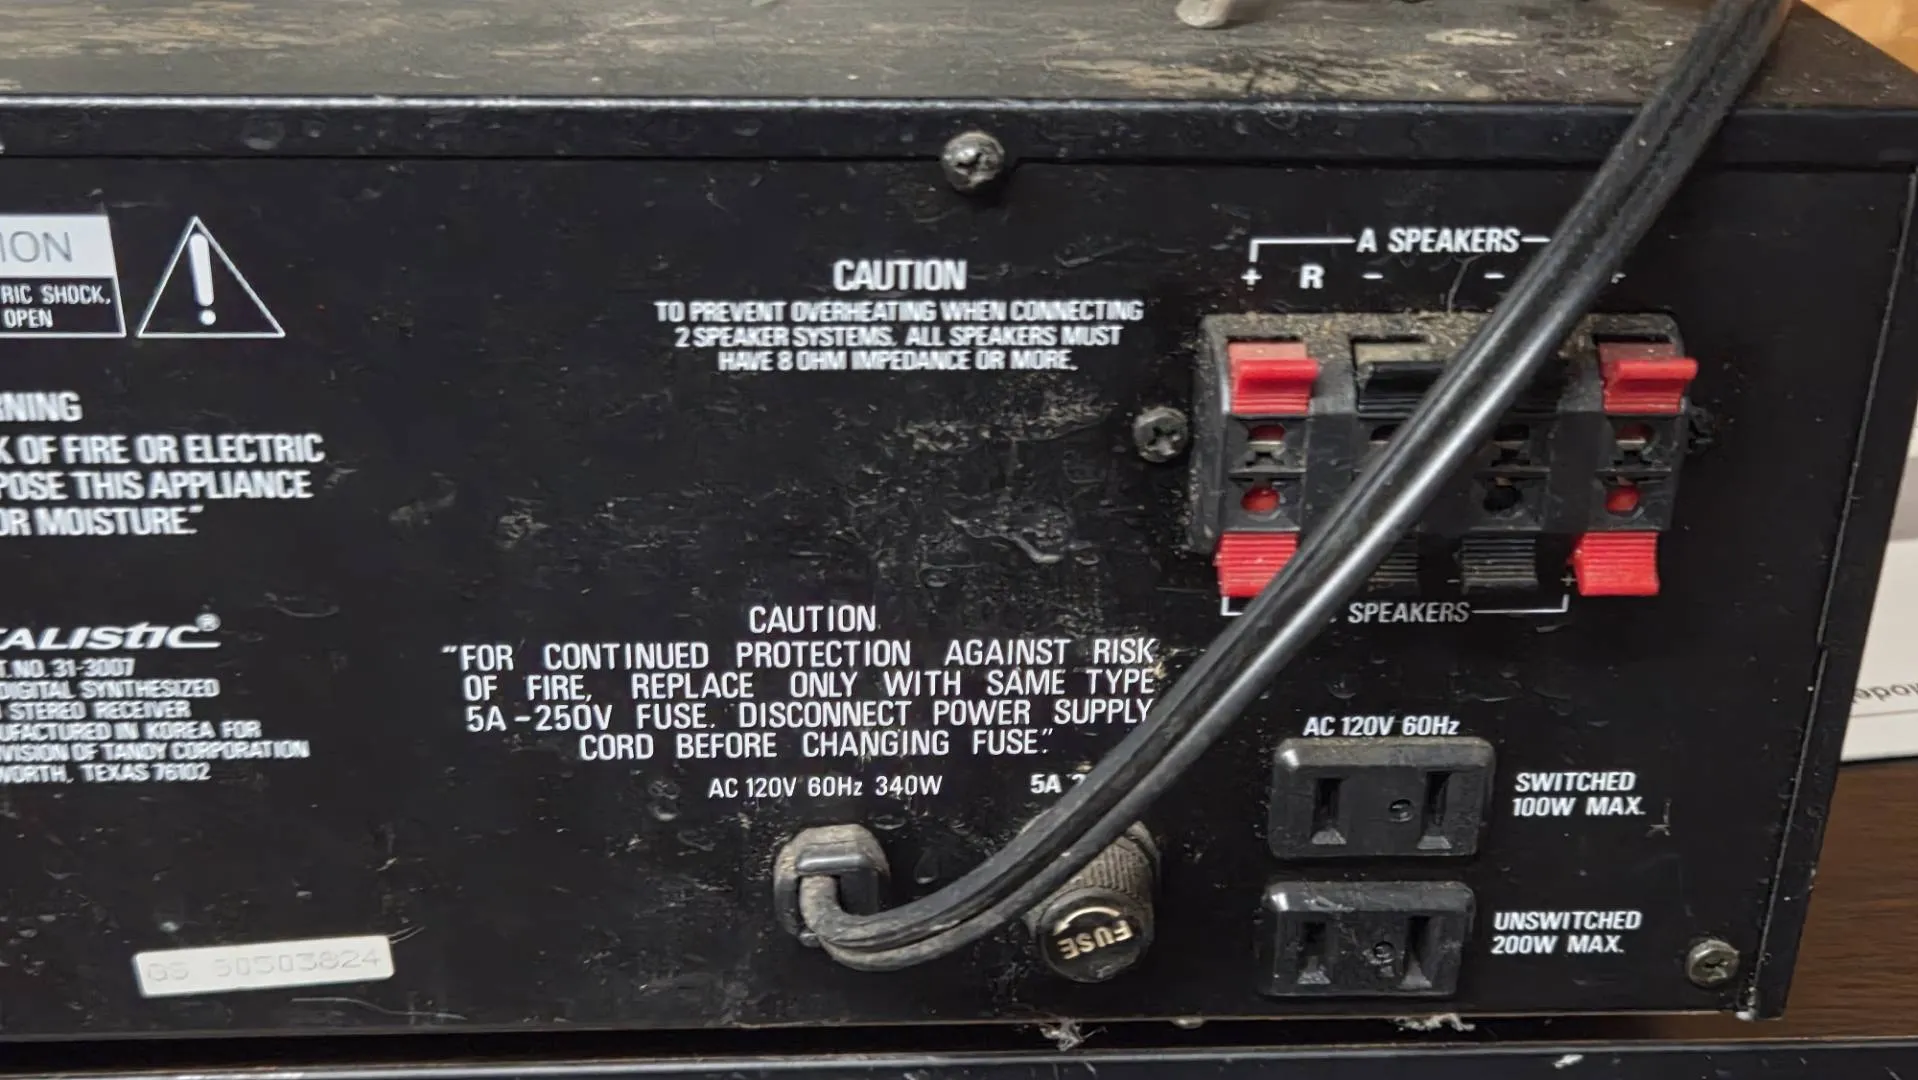 ION
RIC SHOCK,
OPEN
RNING
K OF FIRE OR ELECTRIC
POSE THIS APPLIANCE
OR MOISTURE."
ALISTIC®
T.NO. 31-3007
DIGITAL SYNTHESIZED
STEREO RECEIVER
UFACTURED IN KOREA FOR
VISION OF TANDY CORPORATION
WORTH, TEXAS 76102
CAUTION
TO PREVENT OVERHEATING WHEN CONNECTING
2 SPEAKER SYSTEMS. ALL SPEAKERS MUST
HAVE 8 OHM IMPEDANCE OR MORE.
CAUTION
"FOR CONTINUED PROTECTION AGAINST RISK
OF FIRE, REPLACE ONLY WITH SAME TYPE
5A-250V FUSE. DISCONNECT POWER SUPPLY
CORD BEFORE CHANGING FUSE."
AC 120V 60Hz 340W
5A
FUSE
A SPEAKERS
+ R - -
SPEAKERS
AC 120V 60Hz
SWITCHED
100W MAX.
UNSWITCHED
200W MAX.